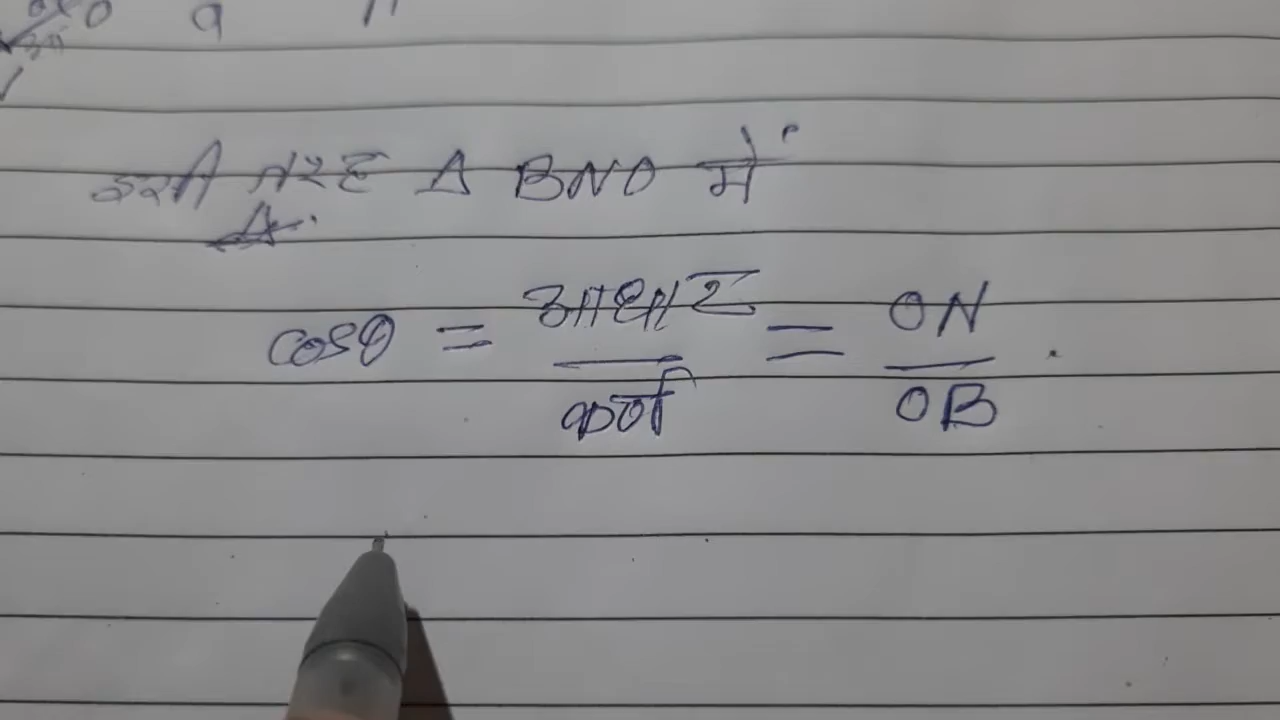 इसी तरह Δ BNO में
cosθ = आधार / कर्ण = ON / OB